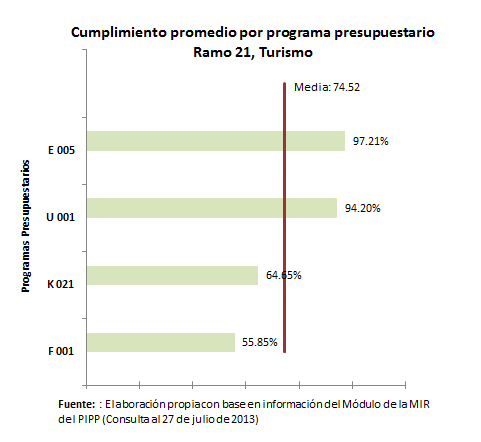 Cumplimiento promedio por programa presupuestario
Ramo 21, Turismo
Media: 74.52
E 005
97.21%
U 001
94.20%
K 021
64.65%
F 001
55.85%
Programas Presupuestarios
Fuente: : Elaboración propia con base en información del Módulo de la MIR
del PIPP (Consulta al 27 de julio de 2013)